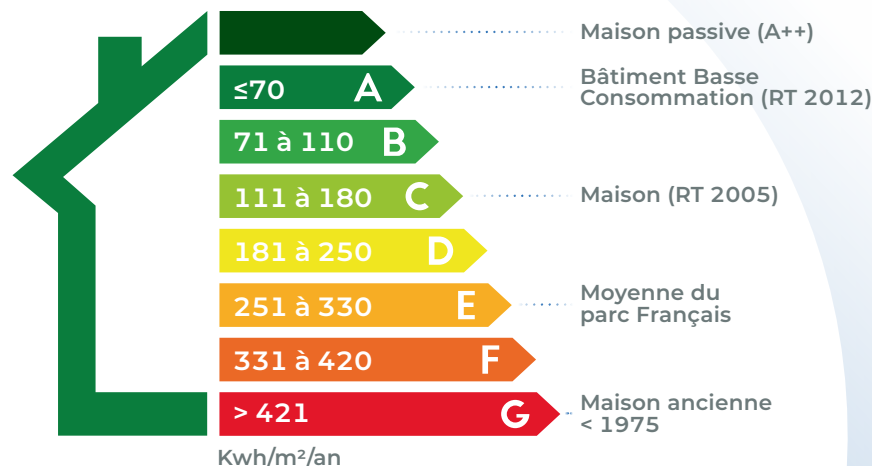 Maison passive (A++)
≤70 A
Bâtiment Basse
Consommation (RT 2012)
71 à 110 B
111 à 180 C
Maison (RT 2005)
181 à 250 D
251 à 330 E
Moyenne du
parc Français
331 à 420 F
> 421 G
Maison ancienne
< 1975
Kwh/m²/an